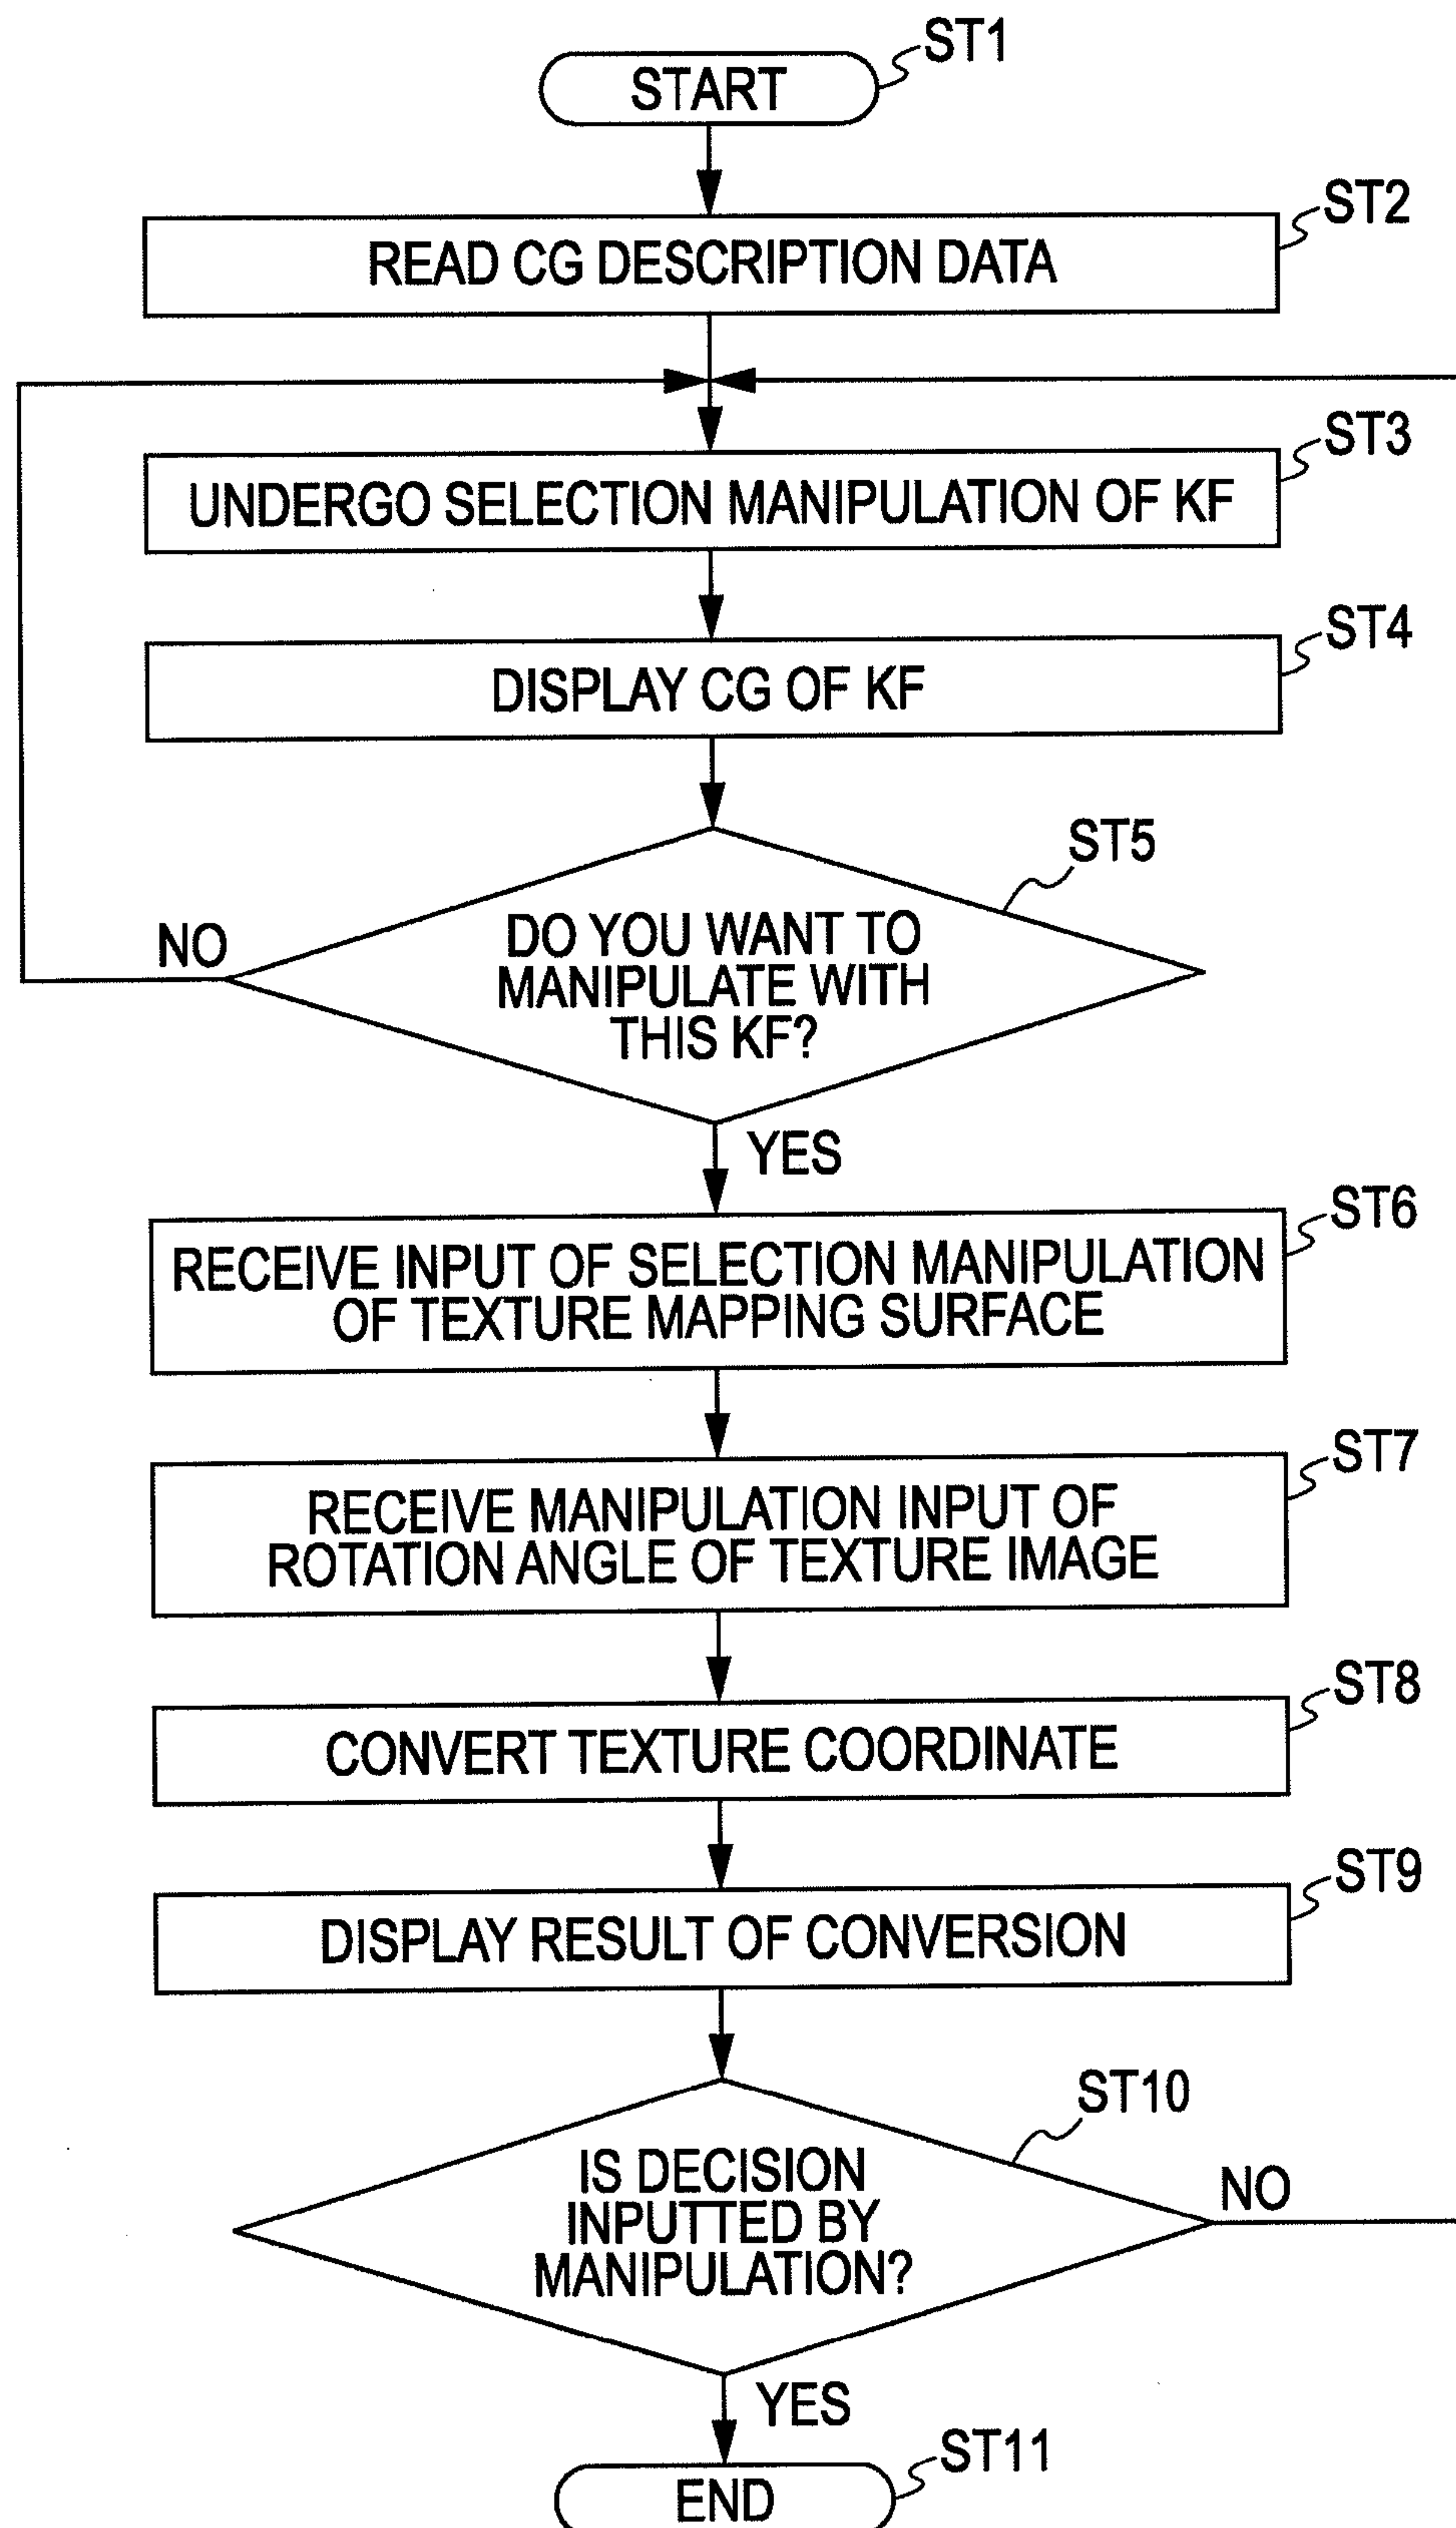 ST1
START
ST2
READ CG DESCRIPTION DATA
ST3
UNDERGO SELECTION MANIPULATION OF KF
ST4
DISPLAY CG OF KF
ST5
DO YOU WANT TO
MANIPULATE WITH
THIS KF?
NO
YES
ST6
RECEIVE INPUT OF SELECTION MANIPULATION
OF TEXTURE MAPPING SURFACE
ST7
RECEIVE MANIPULATION INPUT OF
ROTATION ANGLE OF TEXTURE IMAGE
ST8
CONVERT TEXTURE COORDINATE
ST9
DISPLAY RESULT OF CONVERSION
ST10
IS DECISION
INPUTTED BY
MANIPULATION?
NO
YES
ST11
END